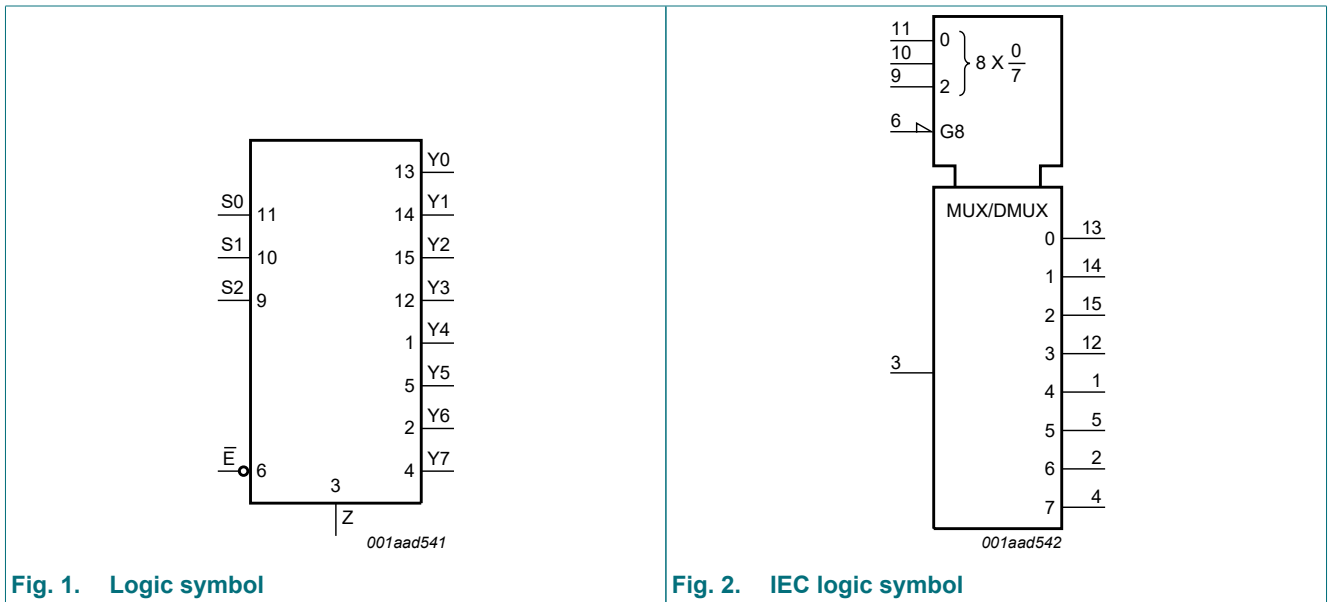 13 Y0
S0 11 14 Y1
S1 10 15 Y2
S2 9 12 Y3
1 Y4
5 Y5
2 Y6
E̅ 6 4 Y7
3
Z
001aad541
Fig. 1. Logic symbol
11 0
10 8 X 0/7
9 2
6 G8
MUX/DMUX
0 13
1 14
2 15
3 12
3
4 1
5 5
6 2
7 4
001aad542
Fig. 2. IEC logic symbol